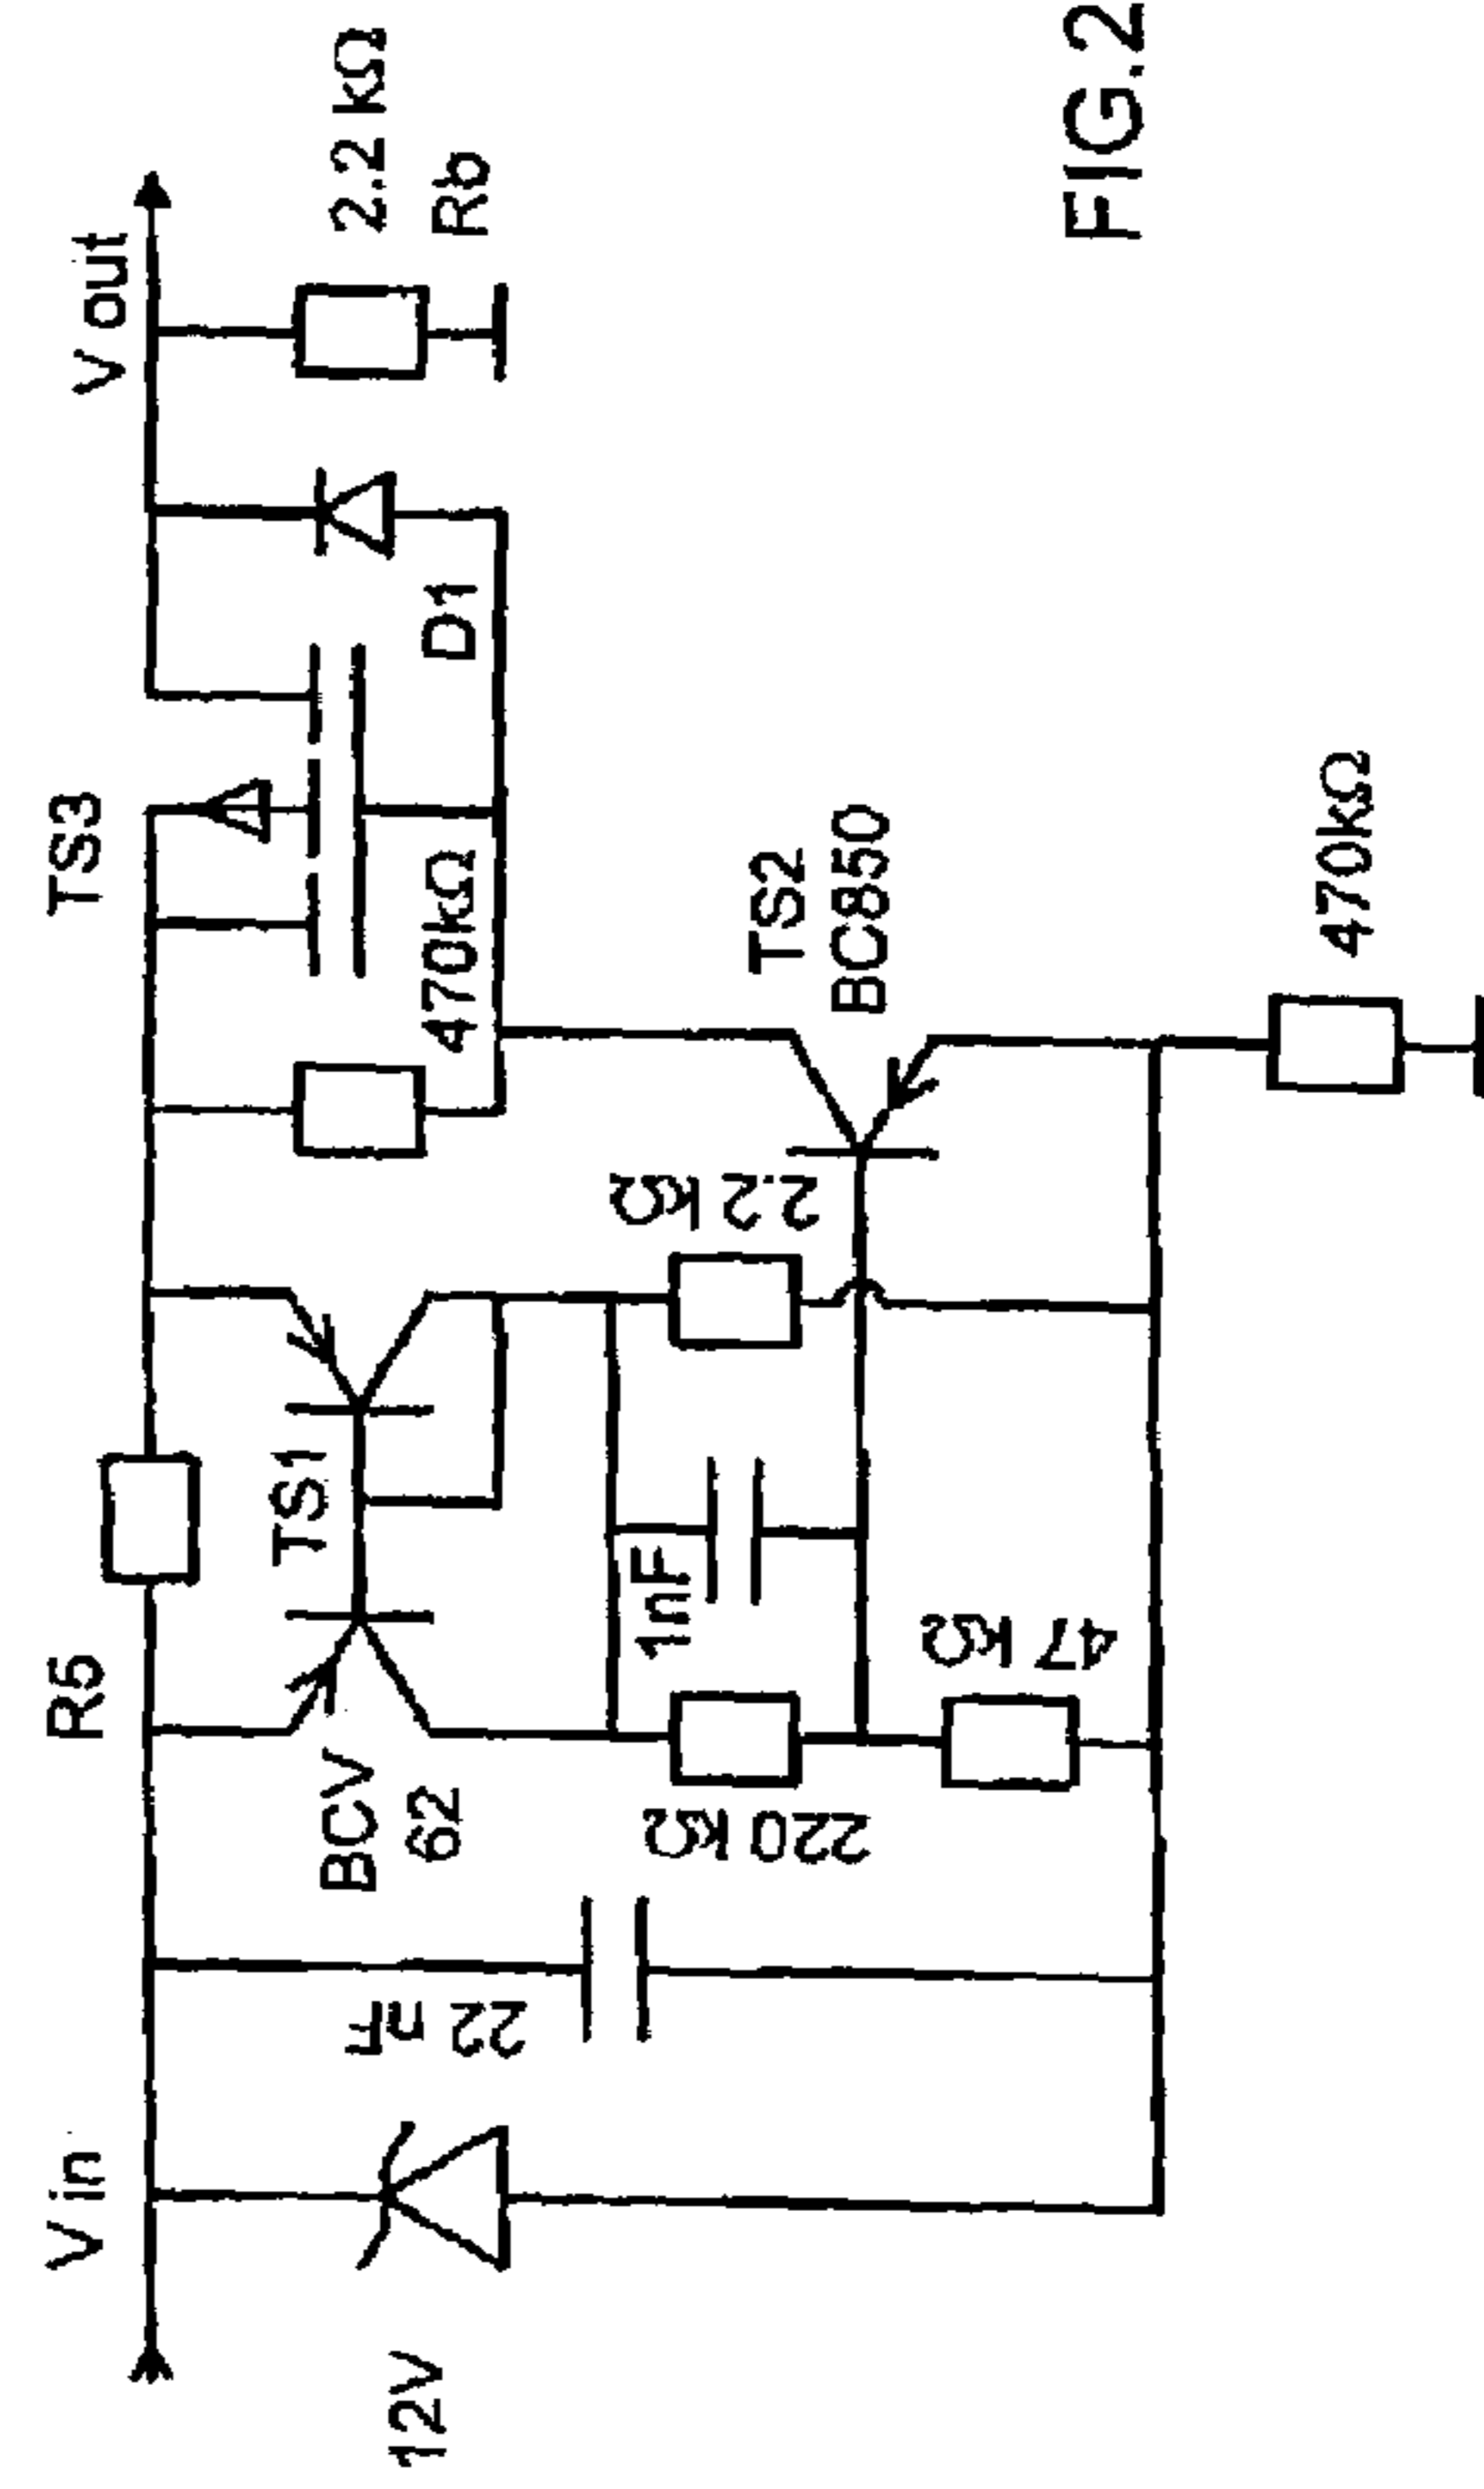 V in
R5
TS3
V out
12V
22 nF
BCV
62
TS1
470kΩ
D1
2.2 kΩ
Rb
220 KΩ
1nF
2.2 KΩ
TS2
BC850
47 KΩ
470kΩ
FIG.2